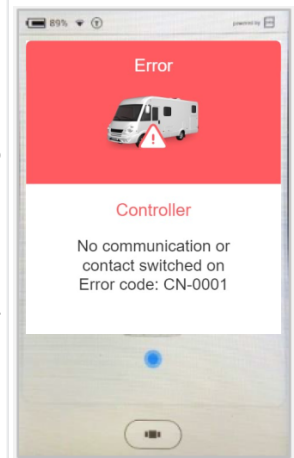 89%
powered by E
Error
Controller
No communication or
contact switched on
Error code: CN-0001